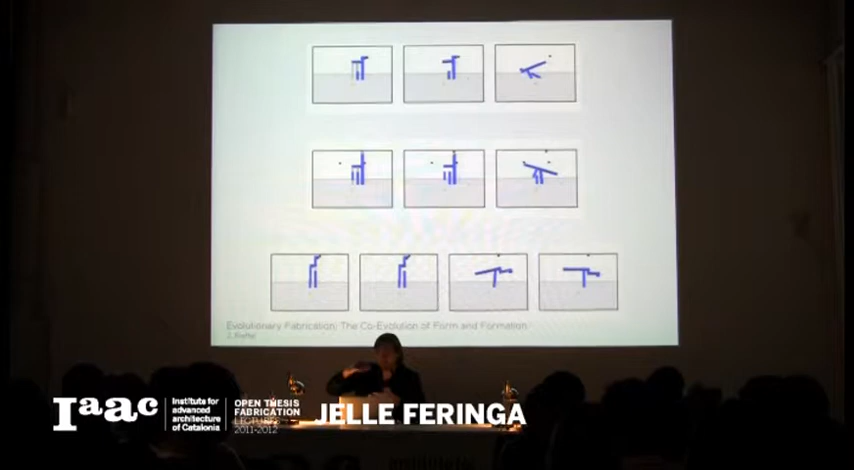 Evolutionary Fabrication: The Co-Evolution of Form and Formation
Iaac
Institute for
advanced
architecture
of Catalonia
OPEN THESIS
FABRICATION
LECTURES
2011-2012
JELLE FERINGA